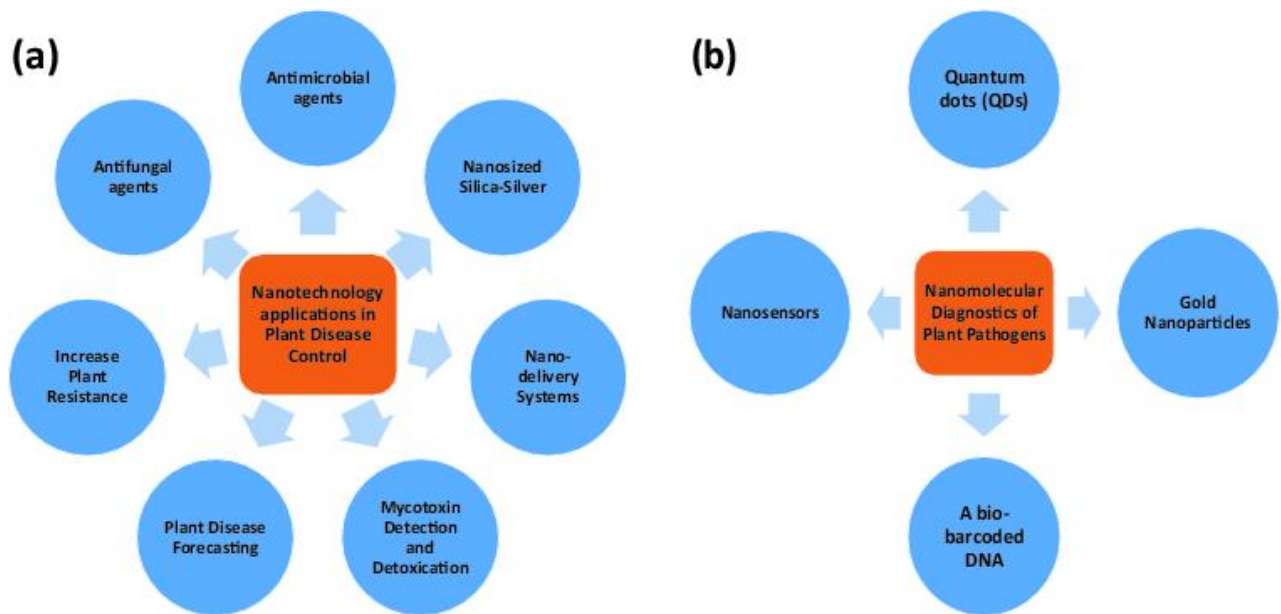 (a)
Antimicrobial
agents
Nanosized
Silica-Silver
Nano-
delivery
Systems
Mycotoxin
Detection
and
Detoxication
Plant Disease
Forecasting
Increase
Plant
Resistance
Antifungal
agents
Nanotechnology
applications in
Plant Disease
Control
(b)
Quantum
dots (QDs)
Gold
Nanoparticles
A bio-
barcoded
DNA
Nanosensors
Nanomolecular
Diagnostics of
Plant Pathogens